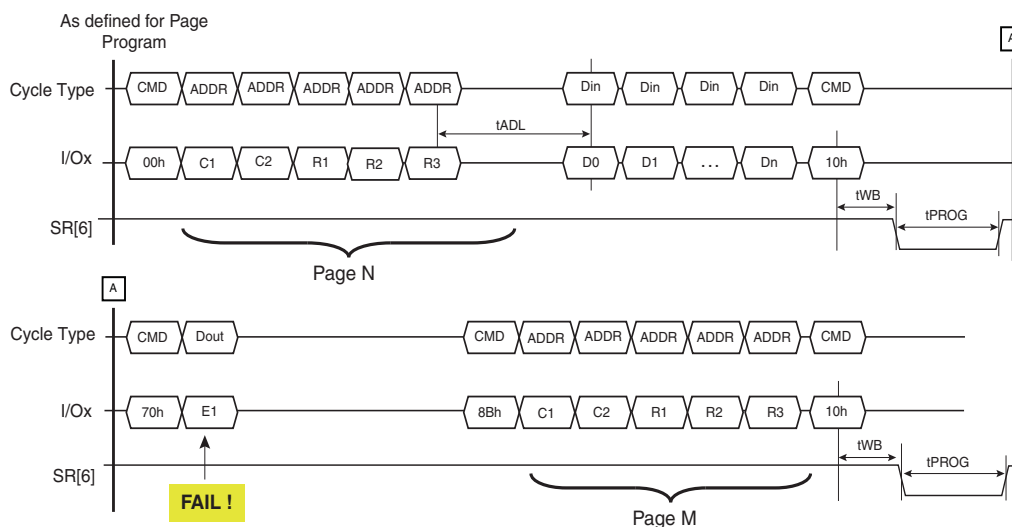 As defined for Page
Program
A
Cycle Type CMD ADDR ADDR ADDR ADDR ADDR Din Din Din Din CMD
tADL
I/Ox 00h C1 C2 R1 R2 R3 D0 D1 ... Dn 10h
tWB
tPROG
SR[6]
Page N
A
Cycle Type CMD Dout CMD ADDR ADDR ADDR ADDR ADDR CMD
I/Ox 70h E1 8Bh C1 C2 R1 R2 R3 10h
tWB
tPROG
SR[6]
FAIL !
Page M